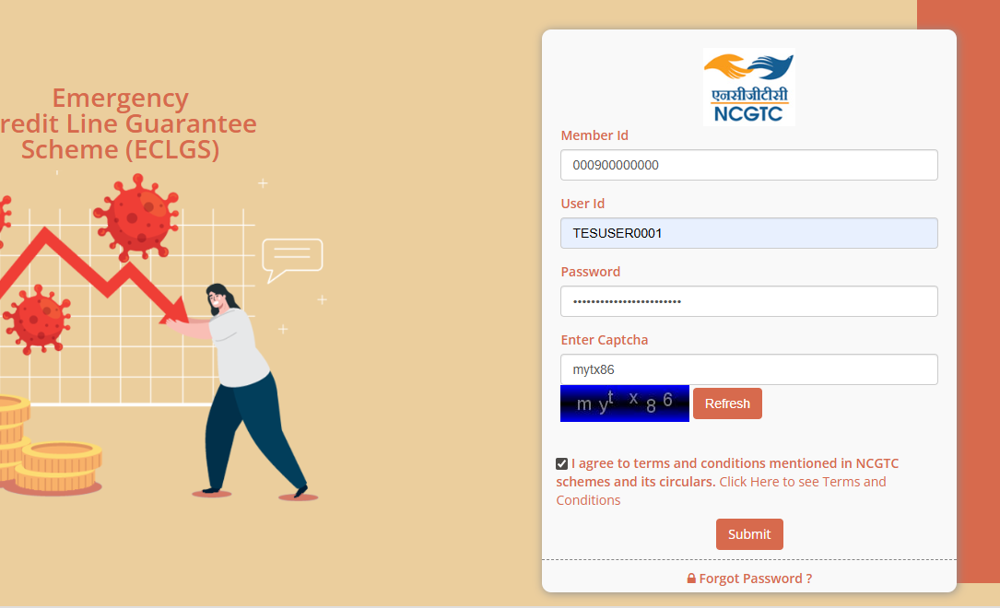 Emergency
redit Line Guarantee
Scheme (ECLGS)
एनसीजीटीसी
NCGTC
Member Id
000900000000
User Id
TESUSER0001
Password
••••••••••••••••••••••••
Enter Captcha
mytx86
m y t x 8 6
Refresh
I agree to terms and conditions mentioned in NCGTC
schemes and its circulars. Click Here to see Terms and
Conditions
Submit
Forgot Password ?